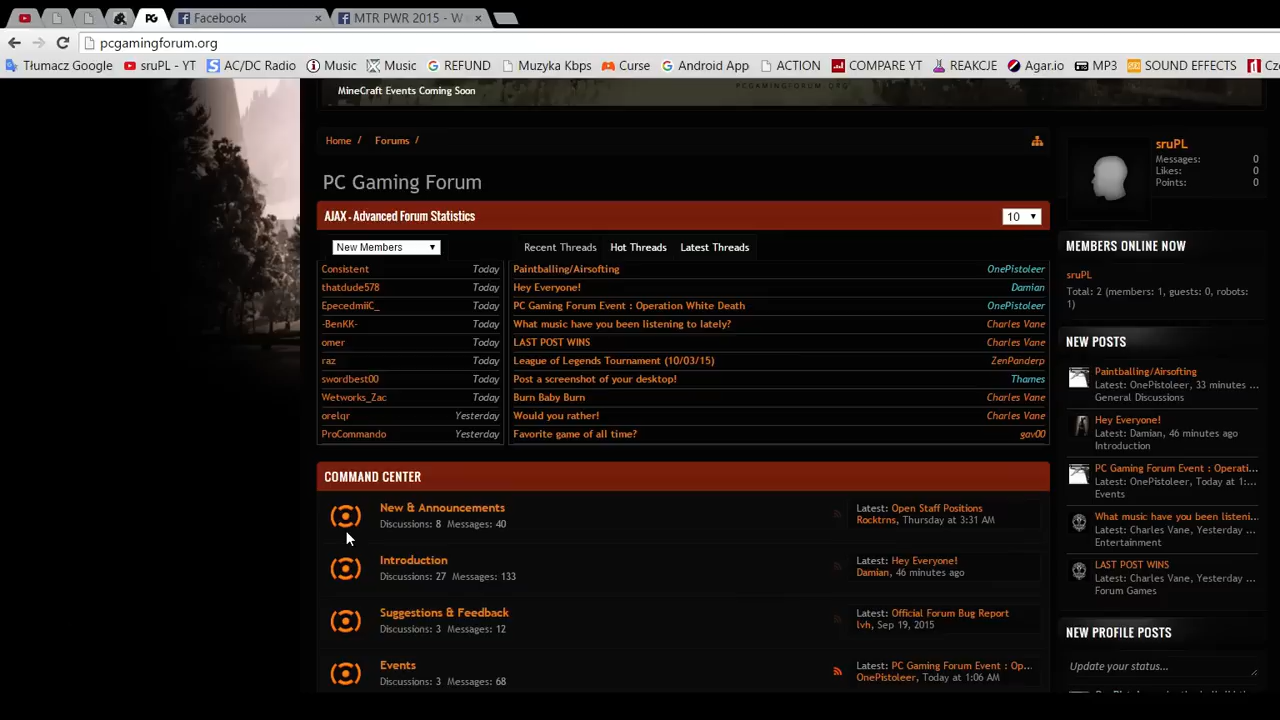 PG Facebook × MTR PWR 2015 - W ×
pcgamingforum.org
Tłumacz Google sruPL - YT AC/DC Radio Music Music REFUND Muzyka Kbps Curse Android App ACTION COMPARE YT REAKCJE Agar.io MP3 SOUND EFFECTS Cz
PCGAMINGFORUM.ORG
MineCraft Events Coming Soon
Home / Forums /
PC Gaming Forum
AJAX - Advanced Forum Statistics 10
New Members Recent Threads Hot Threads Latest Threads
Consistent Today Paintballing/Airsofting OnePistoleer
thatdude578 Today Hey Everyone! Damian
EpecedmiiC_ Today PC Gaming Forum Event : Operation White Death OnePistoleer
-BenKK- Today What music have you been listening to lately? Charles Vane
omer Today LAST POST WINS Charles Vane
raz Today League of Legends Tournament (10/03/15) ZenPanderp
swordbest00 Today Post a screenshot of your desktop! Thames
Wetworks_Zac Today Burn Baby Burn Charles Vane
orelqr Yesterday Would you rather! Charles Vane
ProCommando Yesterday Favorite game of all time? gav00
COMMAND CENTER
New & Announcements
Discussions: 8 Messages: 40
Latest: Open Staff Positions
Rocktrns, Thursday at 3:31 AM
Introduction
Discussions: 27 Messages: 133
Latest: Hey Everyone!
Damian, 46 minutes ago
Suggestions & Feedback
Discussions: 3 Messages: 12
Latest: Official Forum Bug Report
lvh, Sep 19, 2015
Events
Discussions: 3 Messages: 68
Latest: PC Gaming Forum Event : Op...
OnePistoleer, Today at 1:06 AM
sruPL
Messages: 0
Likes: 0
Points: 0
MEMBERS ONLINE NOW
sruPL
Total: 2 (members: 1, guests: 0, robots:
1)
NEW POSTS
Paintballing/Airsofting
Latest: OnePistoleer, 33 minutes ...
General Discussions
Hey Everyone!
Latest: Damian, 46 minutes ago
Introduction
PC Gaming Forum Event : Operati...
Latest: OnePistoleer, Today at 1:...
Events
What music have you been listeni...
Latest: Charles Vane, Yesterday ...
Entertainment
LAST POST WINS
Latest: Charles Vane, Yesterday ...
Forum Games
NEW PROFILE POSTS
Update your status...